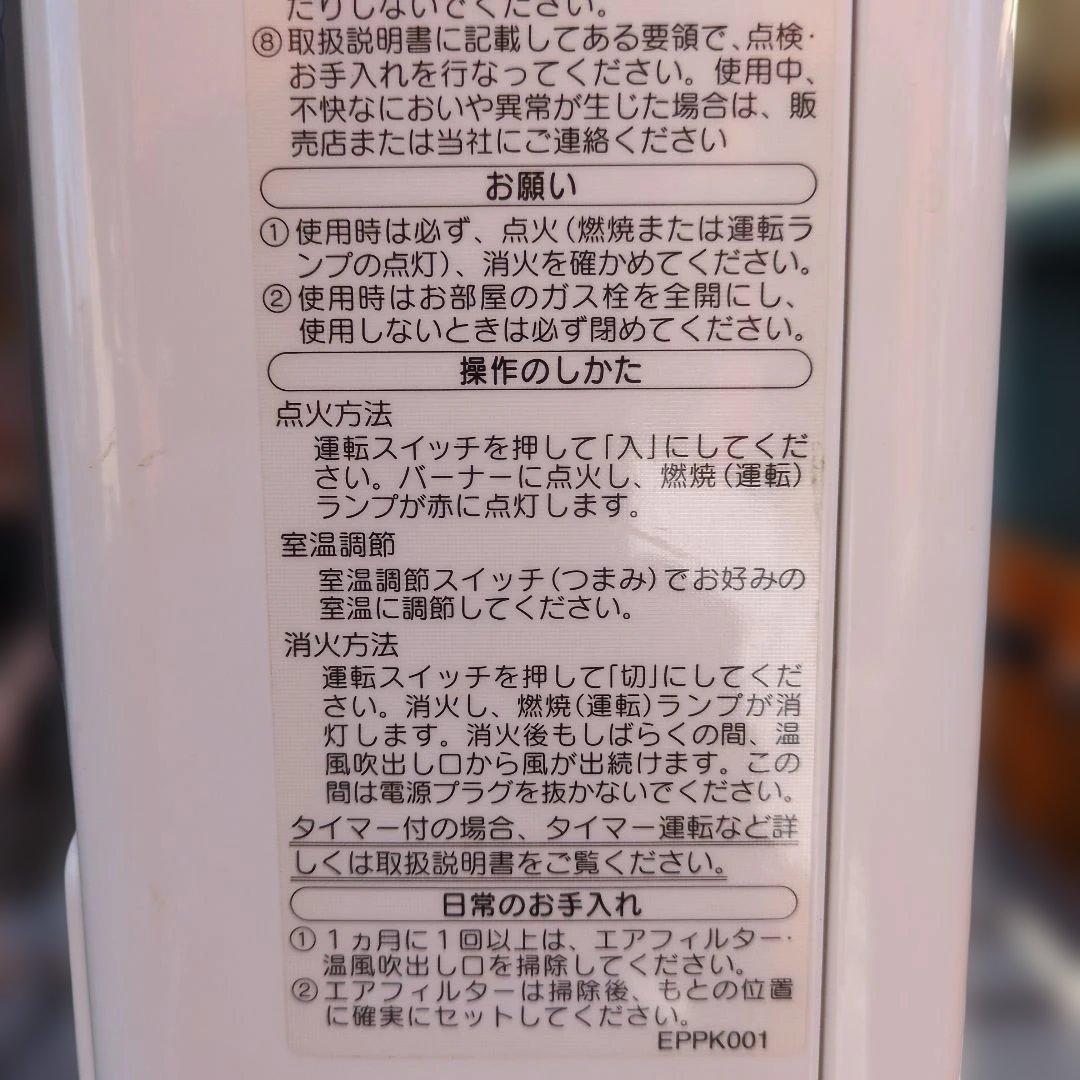 たりしないでください。
⑧取扱説明書に記載してある要領で、点検・
お手入れを行なってください。使用中、
不快なにおいや異常が生じた場合は、販
売店または当社にご連絡ください
お願い
①使用時は必ず、点火(燃焼または運転ラ
ンプの点灯)、消火を確かめてください。
②使用時はお部屋のガス栓を全開にし、
使用しないときは必ず閉めてください。
操作のしかた
点火方法
運転スイッチを押して「入」にしてくだ
さい。バーナーに点火し、燃焼(運転)
ランプが赤に点灯します。
室温調節
室温調節スイッチ(つまみ)でお好みの
室温に調節してください。
消火方法
運転スイッチを押して「切」にしてくだ
さい。消火し、燃焼(運転)ランプが消
灯します。消火後もしばらくの間、温
風吹出し口から風が出続けます。この
間は電源プラグを抜かないでください。
タイマー付の場合、タイマー運転など詳
しくは取扱説明書をご覧ください。
日常のお手入れ
①1ヵ月に1回以上は、エアフィルター・
温風吹出し口を掃除してください。
②エアフィルターは掃除後、もとの位置
に確実にセットしてください。
EPPK001